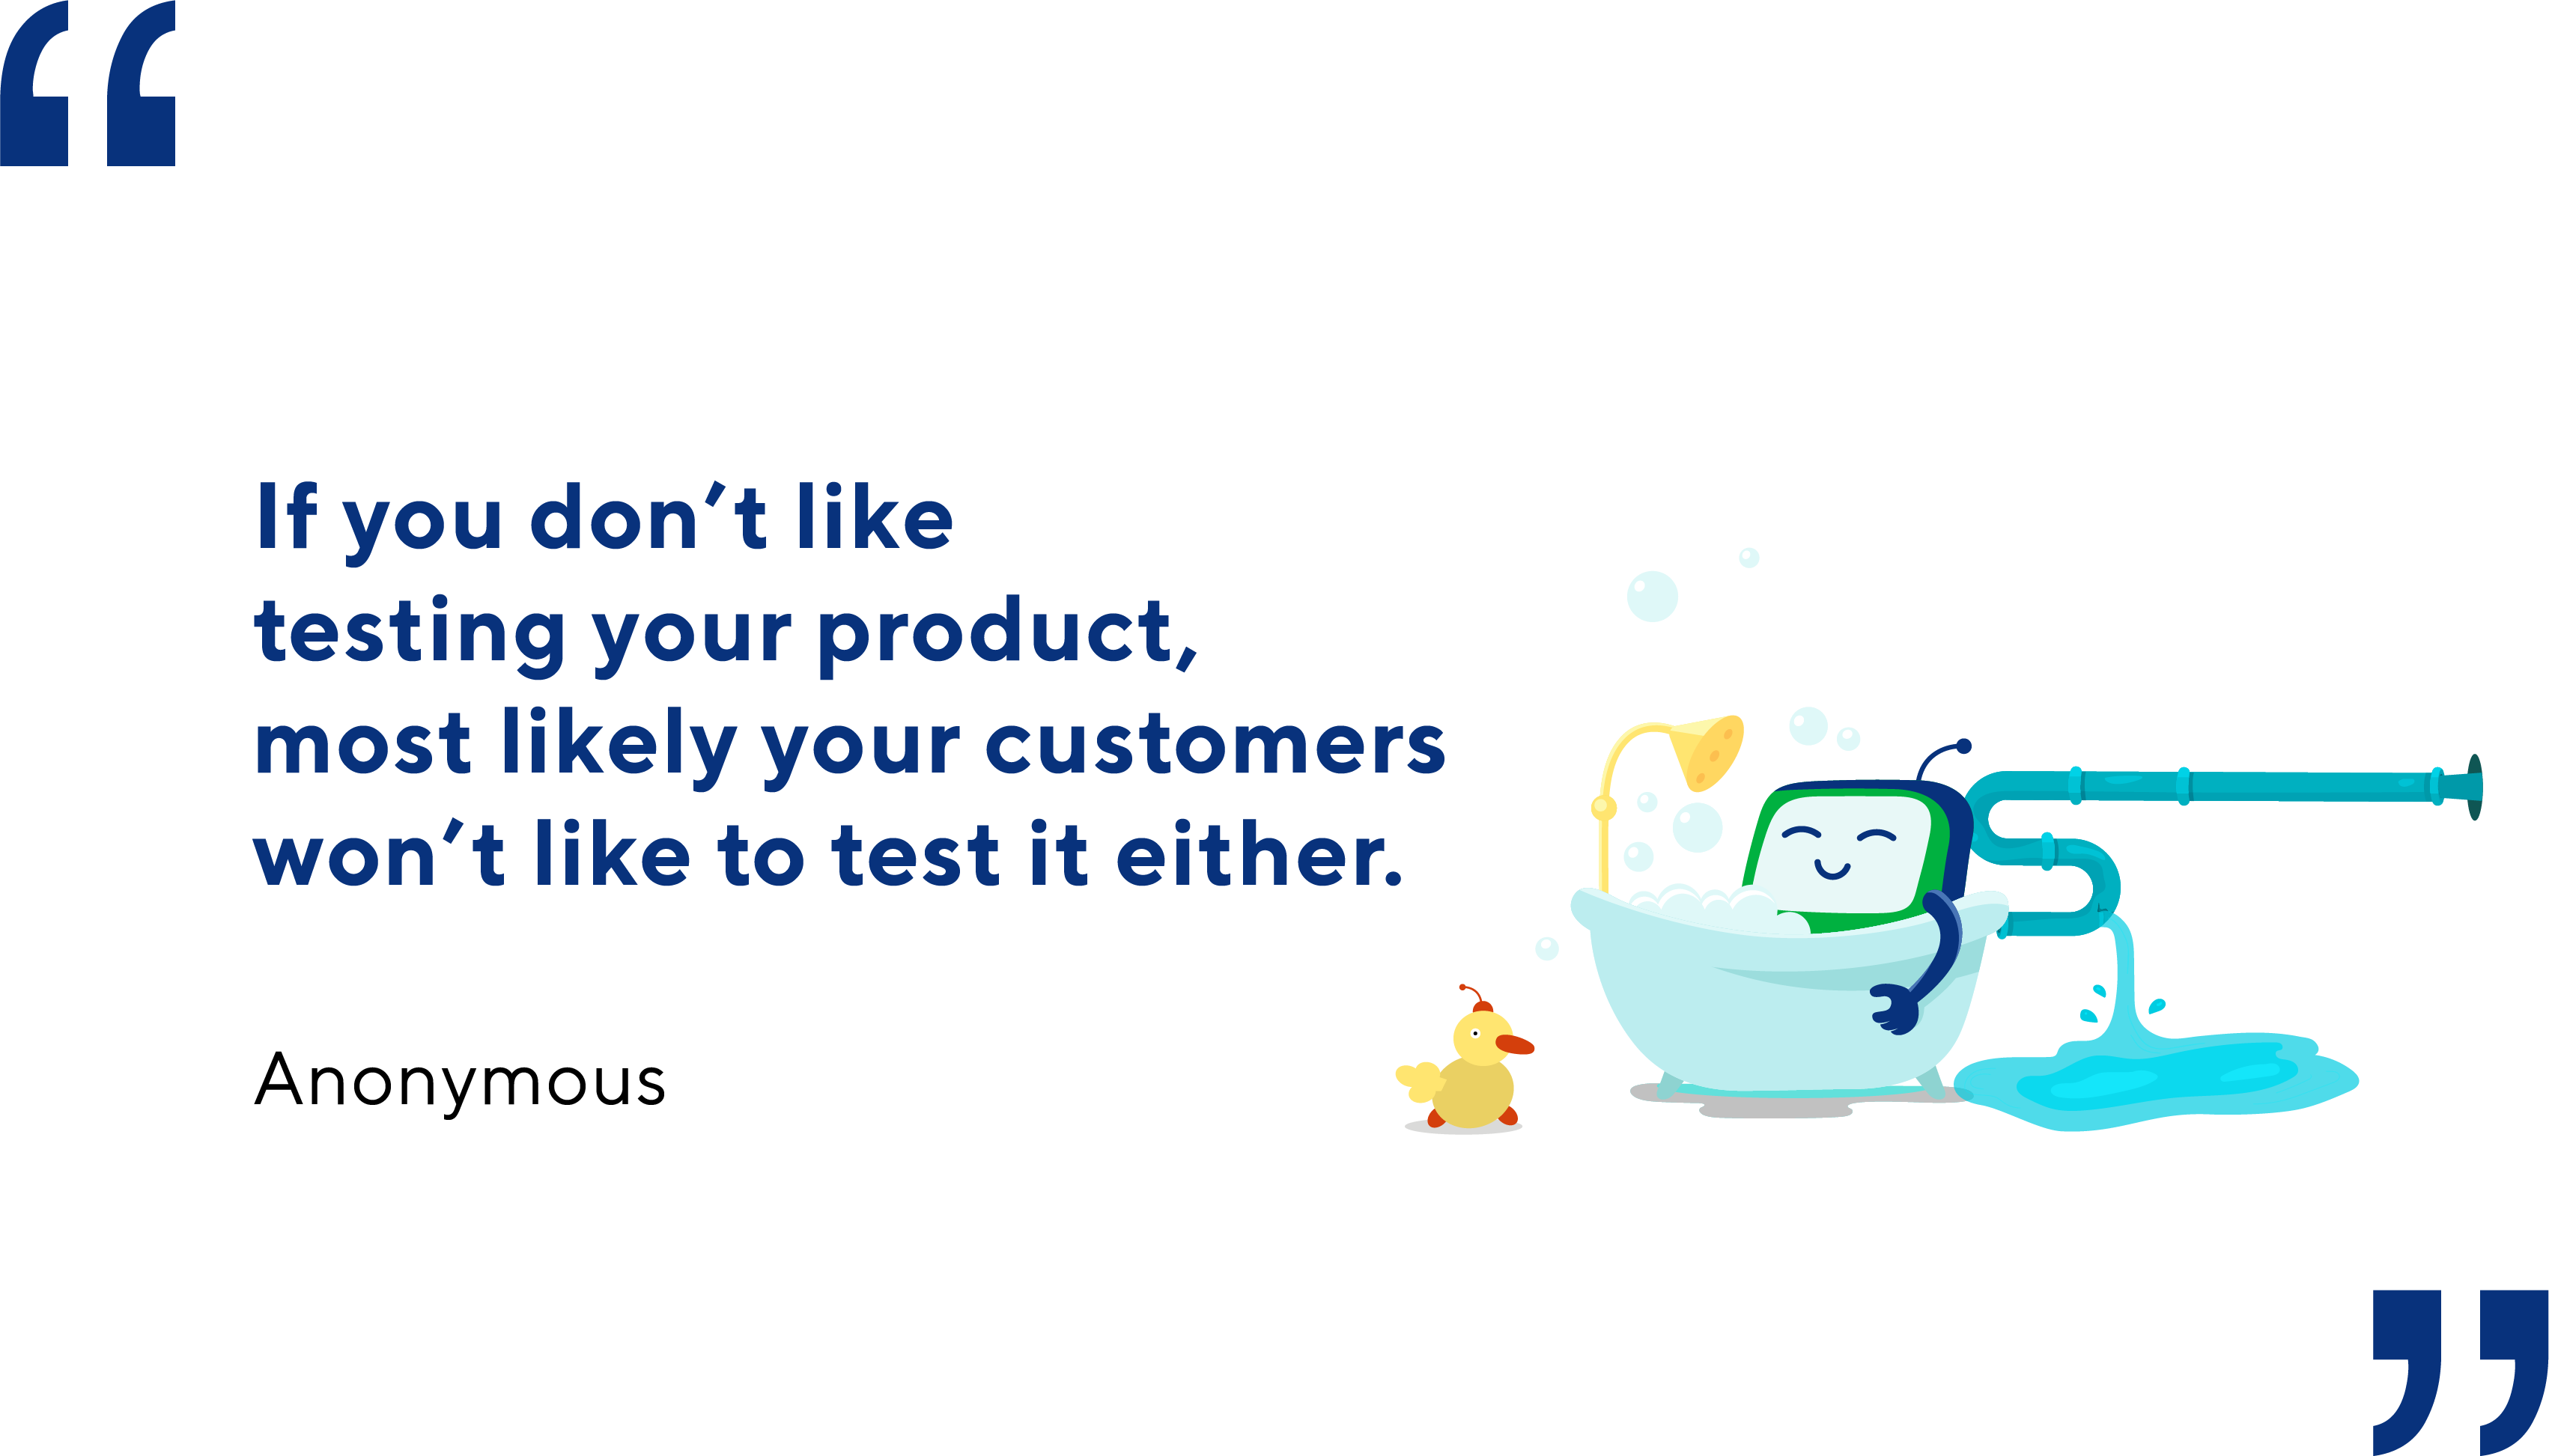 “
If you don’t like
testing your product,
most likely your customers
won’t like to test it either.
Anonymous
”